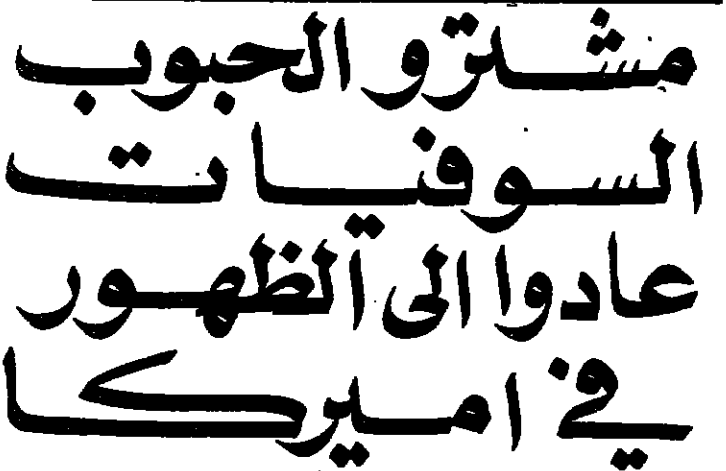 مشترو الحبوب
السوفيات
عادوا الى الظهور
في اميركا